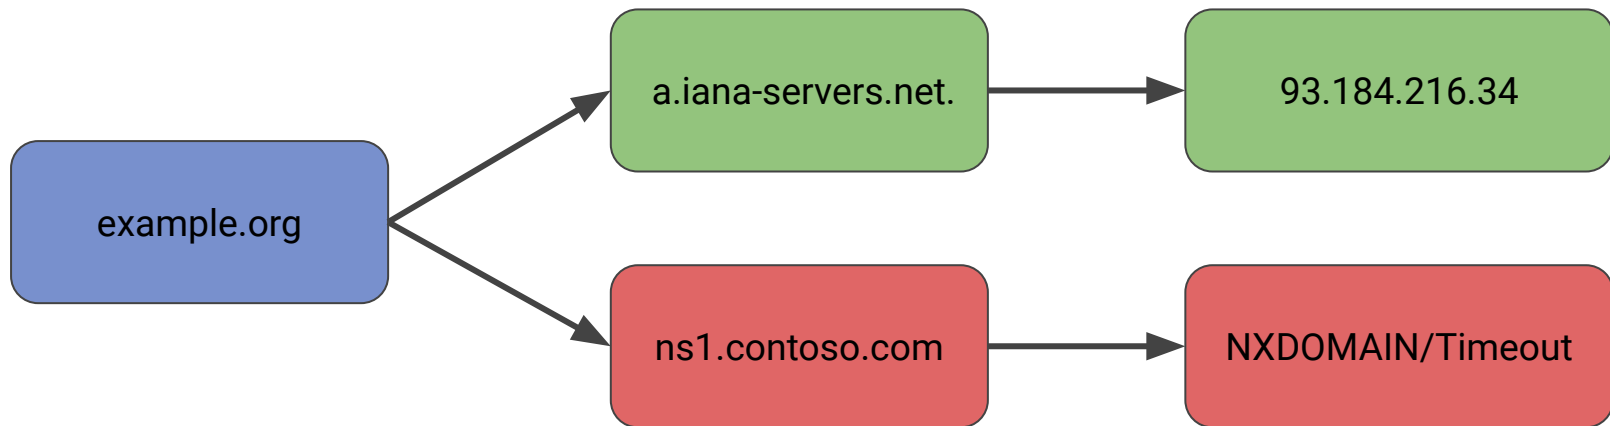 example.org
a.iana-servers.net.
93.184.216.34
ns1.contoso.com
NXDOMAIN/Timeout